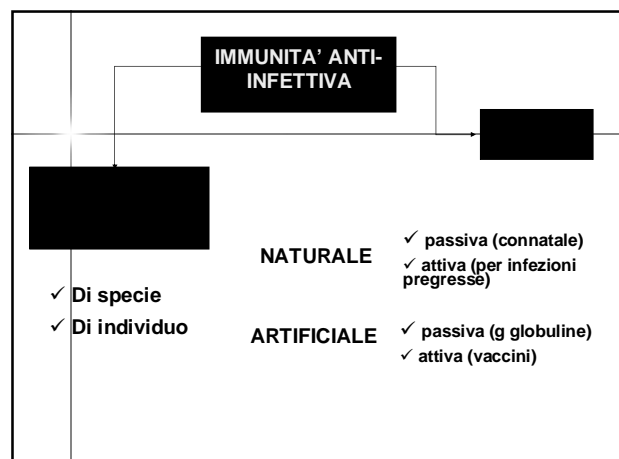 IMMUNITA' ANTI-
INFETTIVA
NATURALE
✓ passiva (connatale)
✓ attiva (per infezioni
pregresse)
✓ Di specie
✓ Di individuo
ARTIFICIALE
✓ passiva (g globuline)
✓ attiva (vaccini)